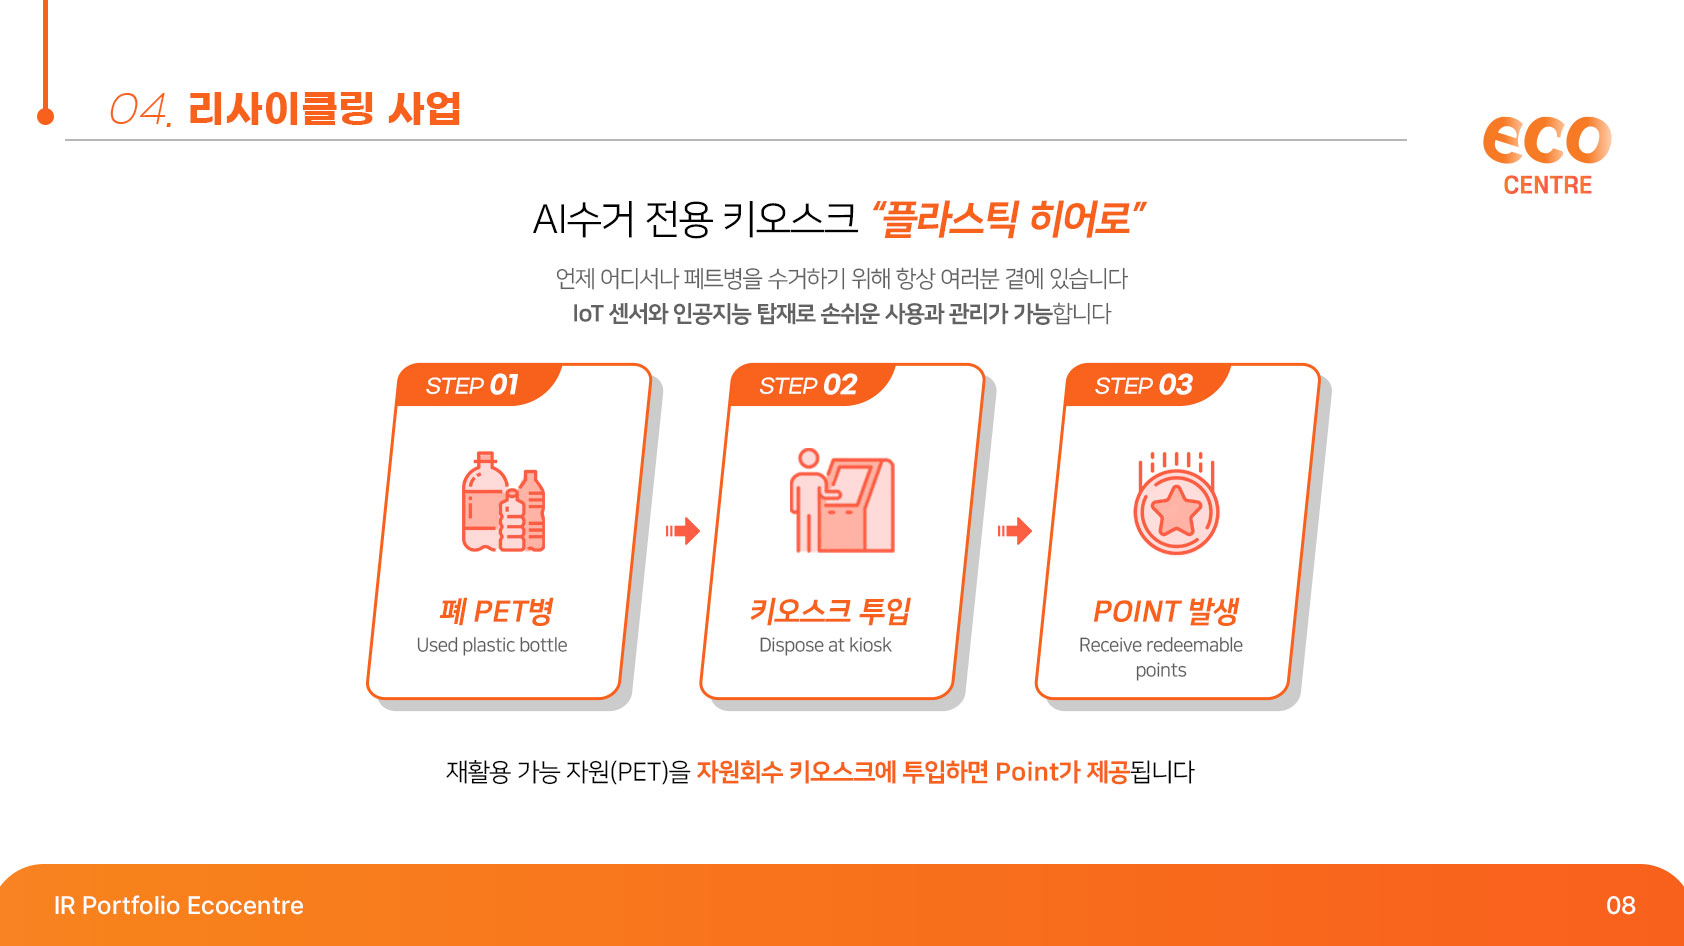 04. 리사이클링 사업
eco
CENTRE
AI수거 전용 키오스크 “플라스틱 히어로”
언제 어디서나 페트병을 수거하기 위해 항상 여러분 곁에 있습니다
IoT 센서와 인공지능 탑재로 손쉬운 사용과 관리가 가능합니다
STEP 01
폐 PET병
Used plastic bottle
STEP 02
키오스크 투입
Dispose at kiosk
STEP 03
POINT 발생
Receive redeemable
points
재활용 가능 자원(PET)을 자원회수 키오스크에 투입하면 Point가 제공됩니다
IR Portfolio Ecocentre
08